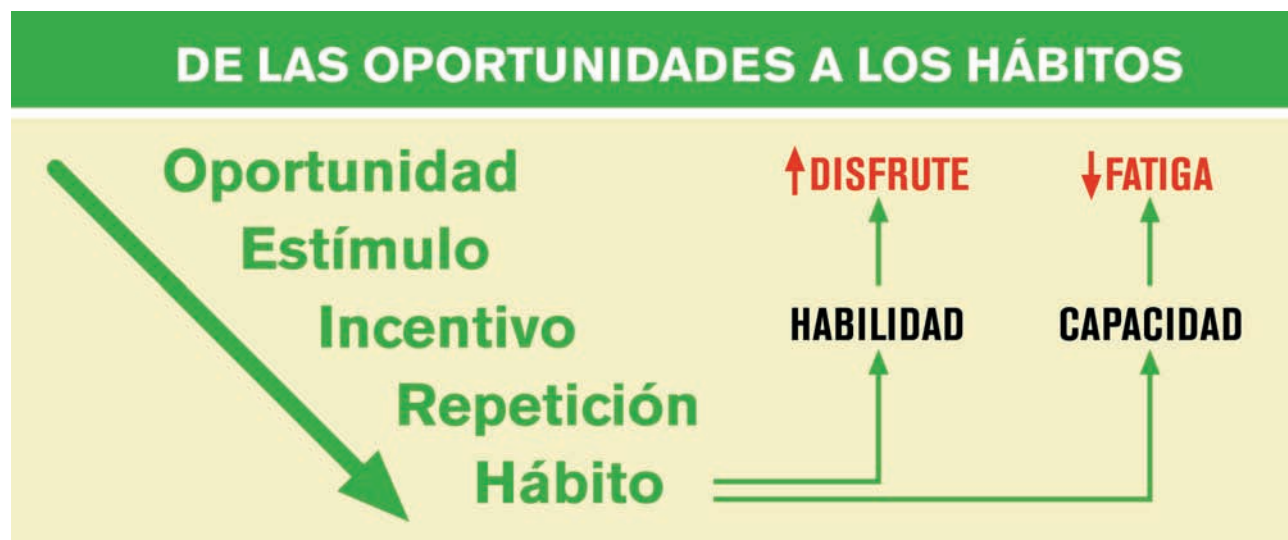 DE LAS OPORTUNIDADES A LOS HÁBITOS
Oportunidad
Estímulo
Incentivo
Repetición
Hábito
DISFRUTE
FATIGA
HABILIDAD
CAPACIDAD